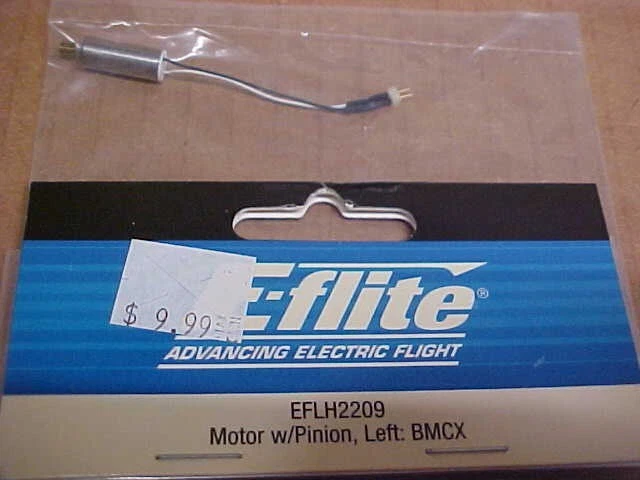 E-flite®
$ 9.99
ADVANCING ELECTRIC FLIGHT
EFLH2209
Motor w/Pinion, Left: BMCX